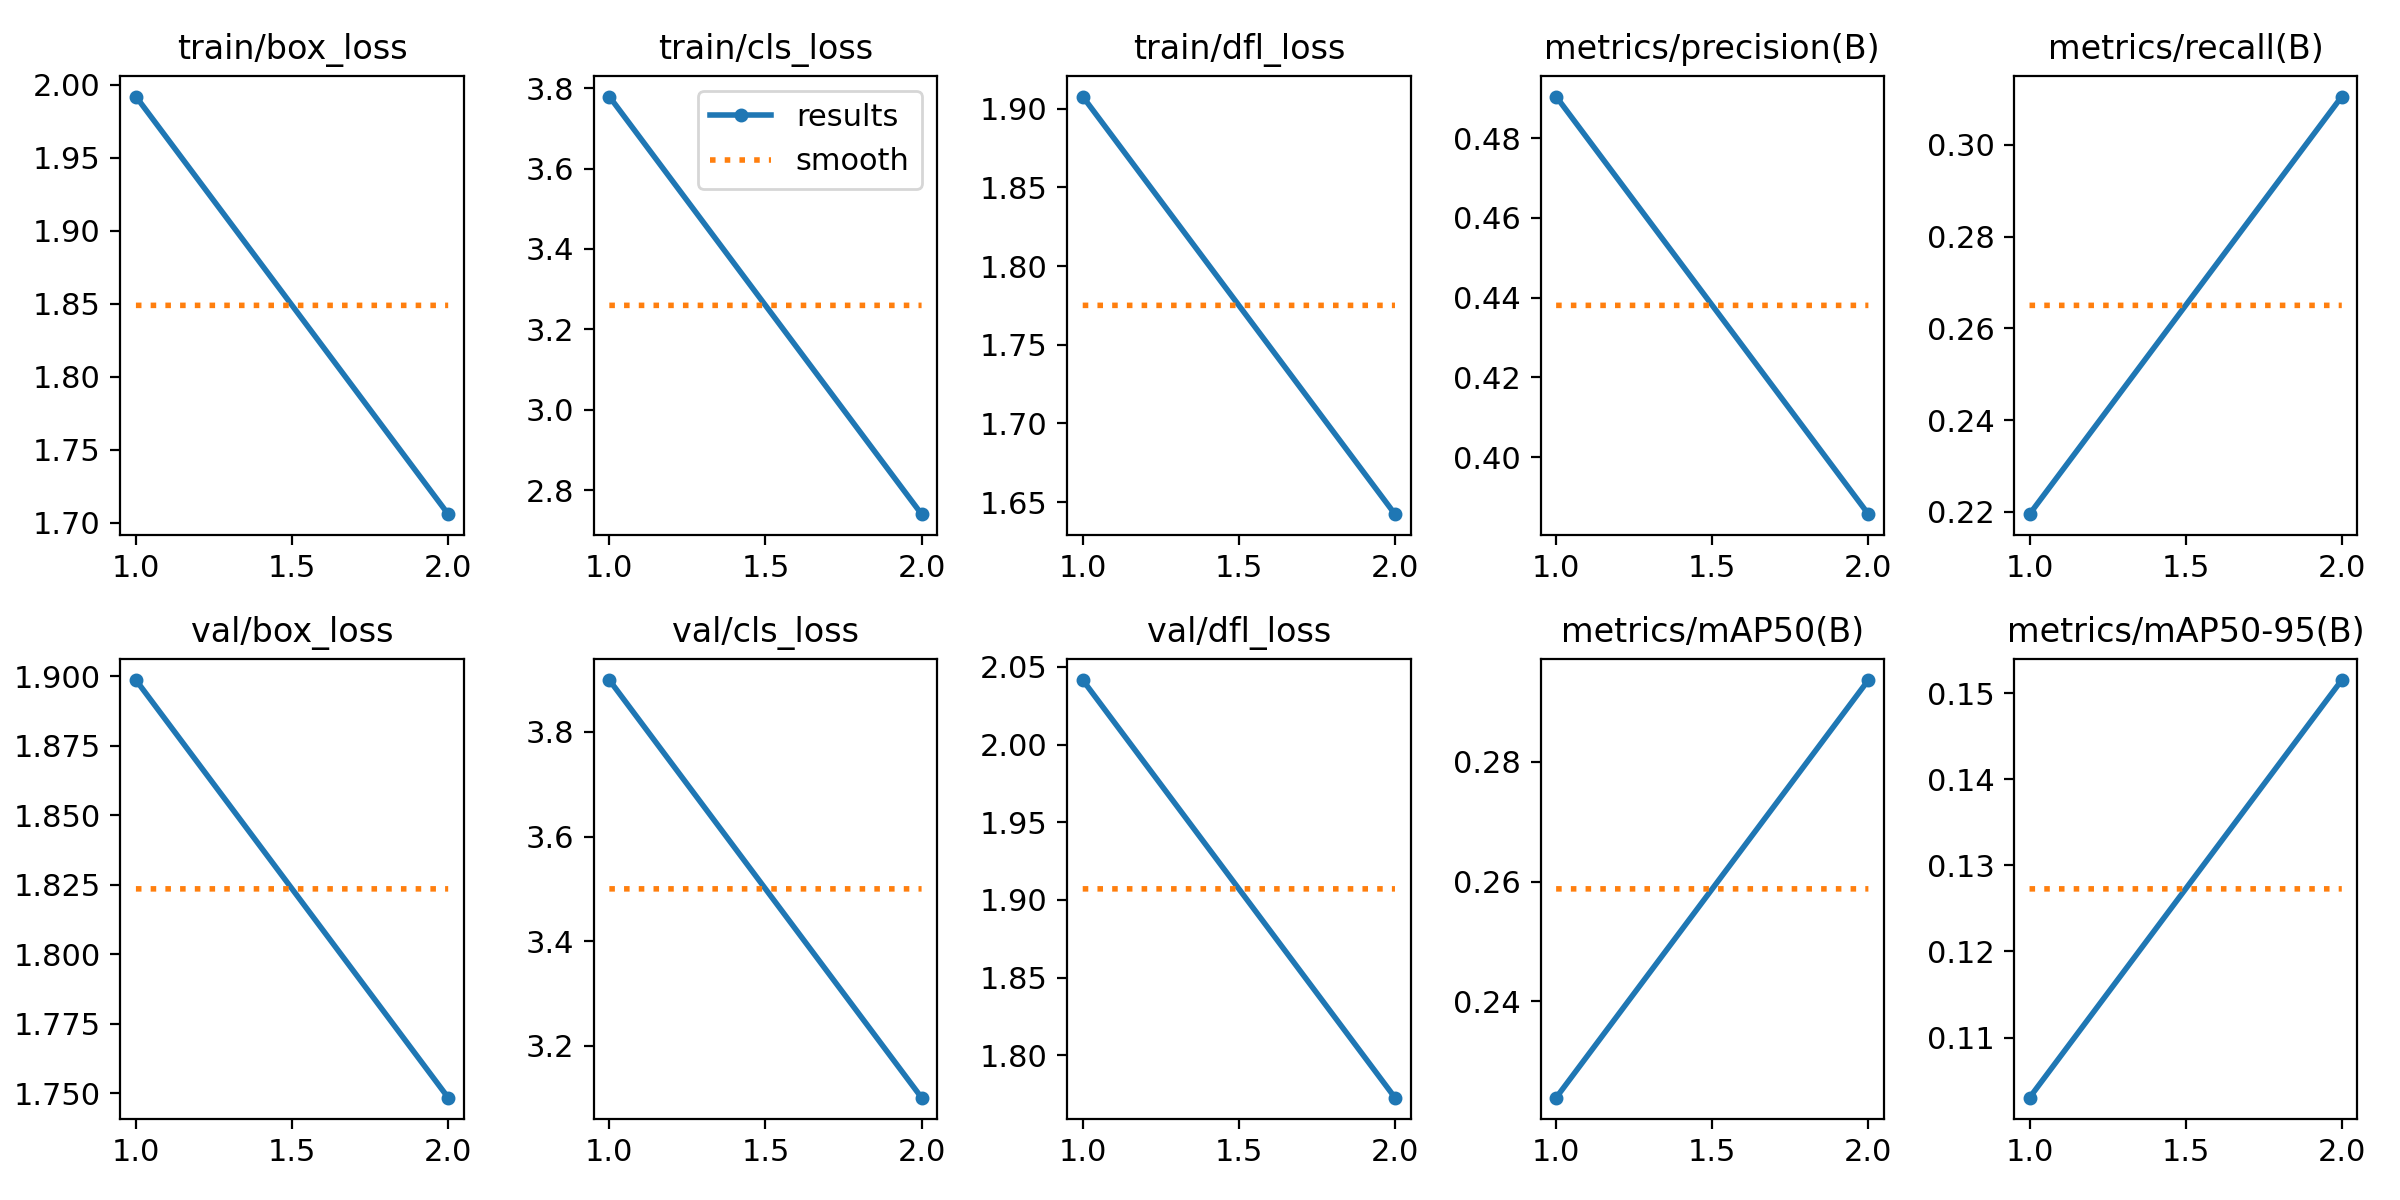 train/box_loss
2.00
1.95
1.90
1.85
1.80
1.75
1.70
1.0 1.5 2.0
train/cls_loss
3.8
3.6
3.4
3.2
3.0
2.8
results
smooth
1.0 1.5 2.0
train/dfl_loss
1.90
1.85
1.80
1.75
1.70
1.65
1.0 1.5 2.0
metrics/precision(B)
0.48
0.46
0.44
0.42
0.40
1.0 1.5 2.0
metrics/recall(B)
0.30
0.28
0.26
0.24
0.22
1.0 1.5 2.0
val/box_loss
1.900
1.875
1.850
1.825
1.800
1.775
1.750
1.0 1.5 2.0
val/cls_loss
3.8
3.6
3.4
3.2
1.0 1.5 2.0
val/dfl_loss
2.05
2.00
1.95
1.90
1.85
1.80
1.0 1.5 2.0
metrics/mAP50(B)
0.28
0.26
0.24
1.0 1.5 2.0
metrics/mAP50-95(B)
0.15
0.14
0.13
0.12
0.11
1.0 1.5 2.0